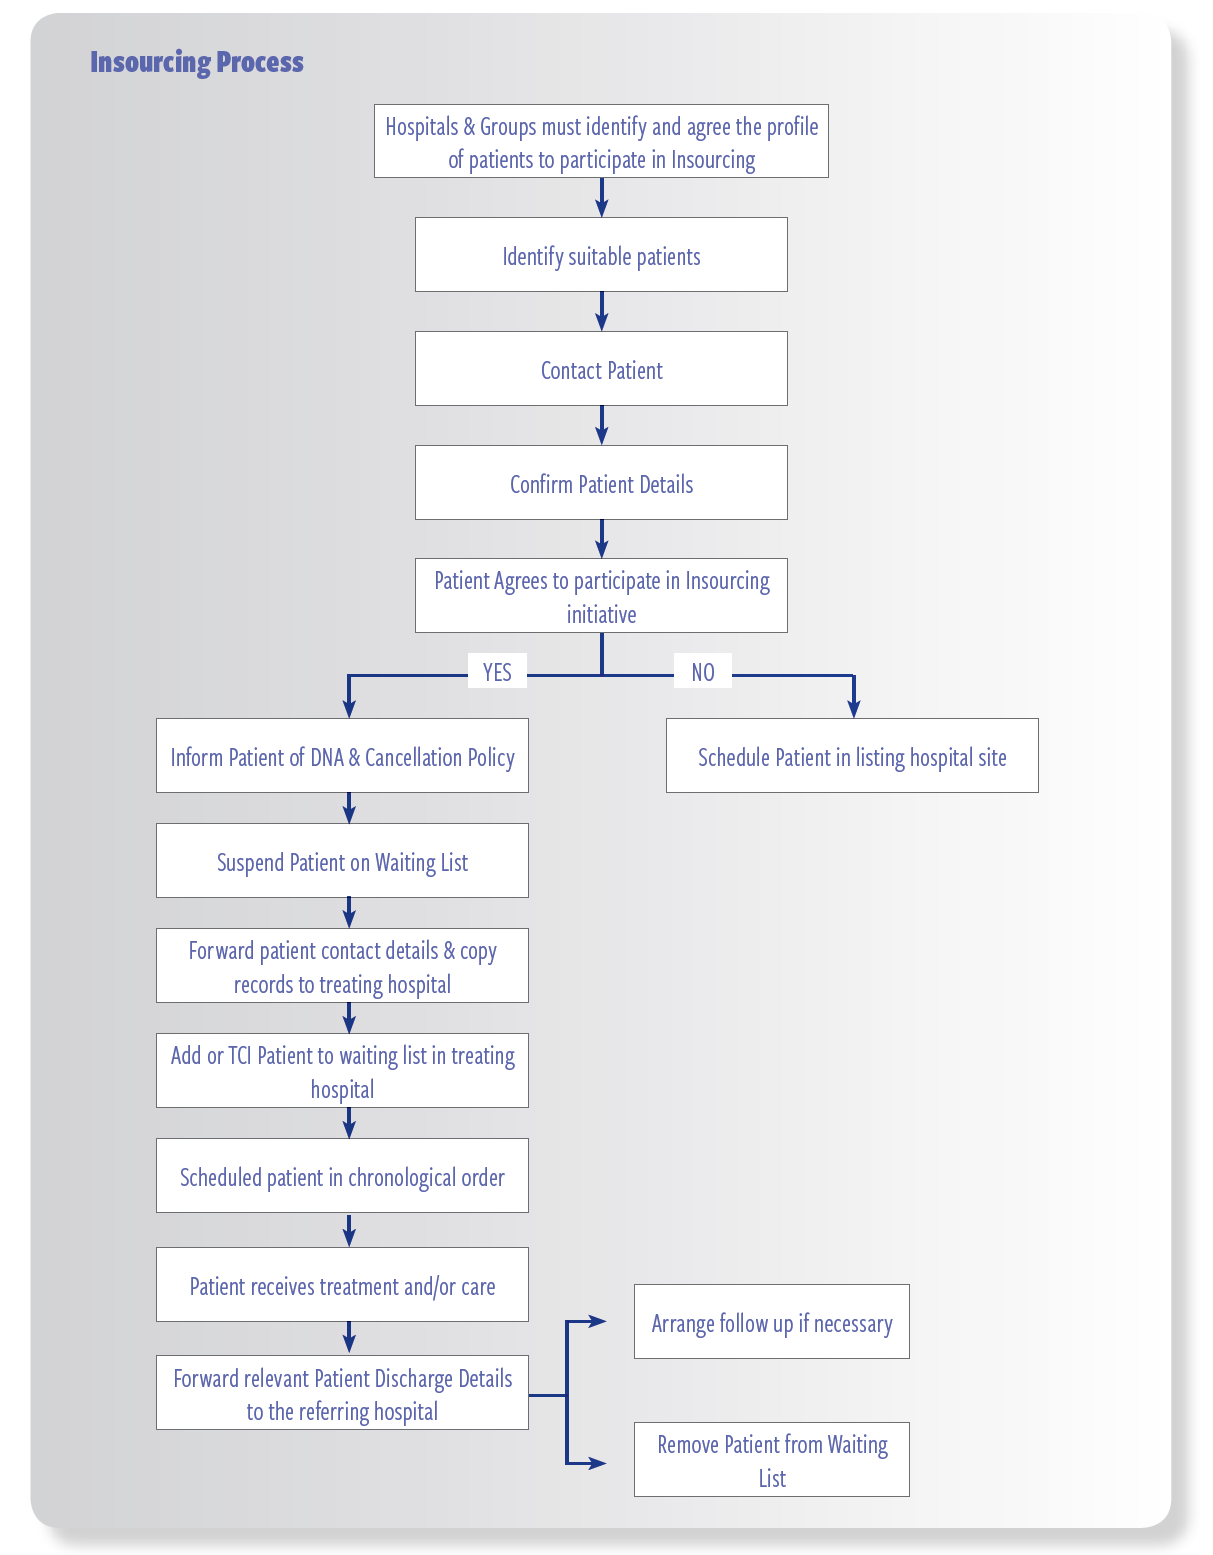 Insourcing Process
Hospitals & Groups must identify and agree the profile
of patients to participate in Insourcing
Identify suitable patients
Contact Patient
Confirm Patient Details
Patient Agrees to participate in Insourcing
initiative
YES
NO
Inform Patient of DNA & Cancellation Policy
Schedule Patient in listing hospital site
Suspend Patient on Waiting List
Forward patient contact details & copy
records to treating hospital
Add or TCI Patient to waiting list in treating
hospital
Scheduled patient in chronological order
Patient receives treatment and/or care
Arrange follow up if necessary
Forward relevant Patient Discharge Details
to the referring hospital
Remove Patient from Waiting
List